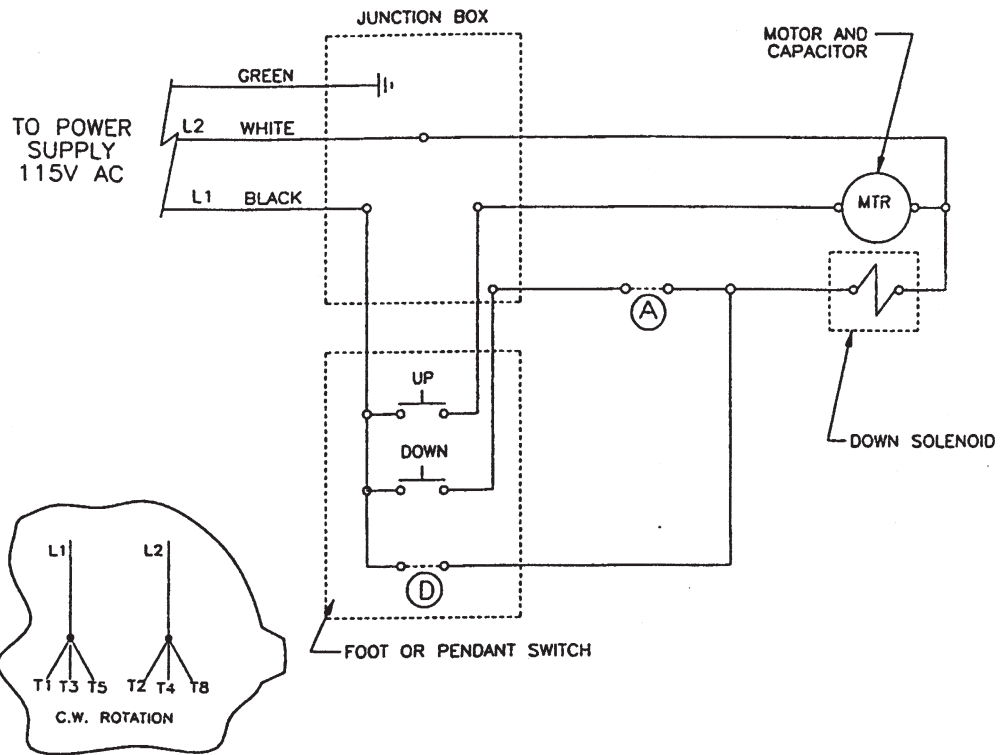 JUNCTION BOX
MOTOR AND
CAPACITOR
GREEN
TO POWER
SUPPLY
115V AC
L2 WHITE
L1 BLACK
MTR
A
UP
DOWN
DOWN SOLENOID
D
FOOT OR PENDANT SWITCH
L1 L2
T1 T3 T5 T2 T4 T8
C.W. ROTATION